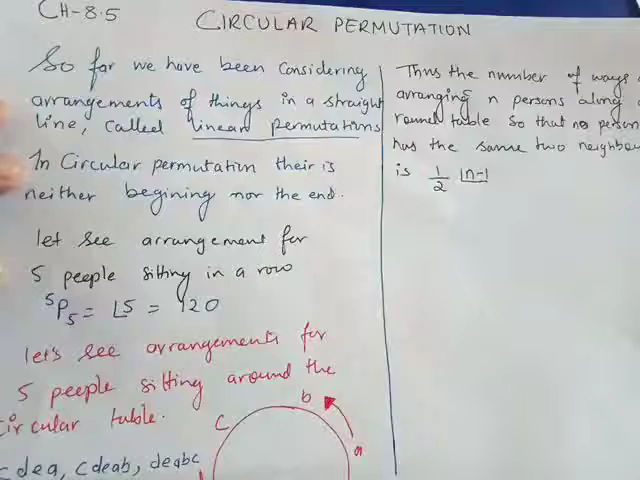 CH-8.5
CIRCULAR PERMUTATION
So far we have been Considering
arrangements of things in a straight
line, called linear permutations
In Circular permutation their is
neither begining nor the end.
let see arrangement for
5 peeple sitting in a row
⁵P₅ = ⌊5 = 120
let's see arrangements for
5 peeple sitting around the
Circular table.
c dea, cdeab, deabc
c
b
a
Thus the number of ways
arranging n persons along
round table so that no person
has the same two neighbou
is 1/2 ⌊n-1